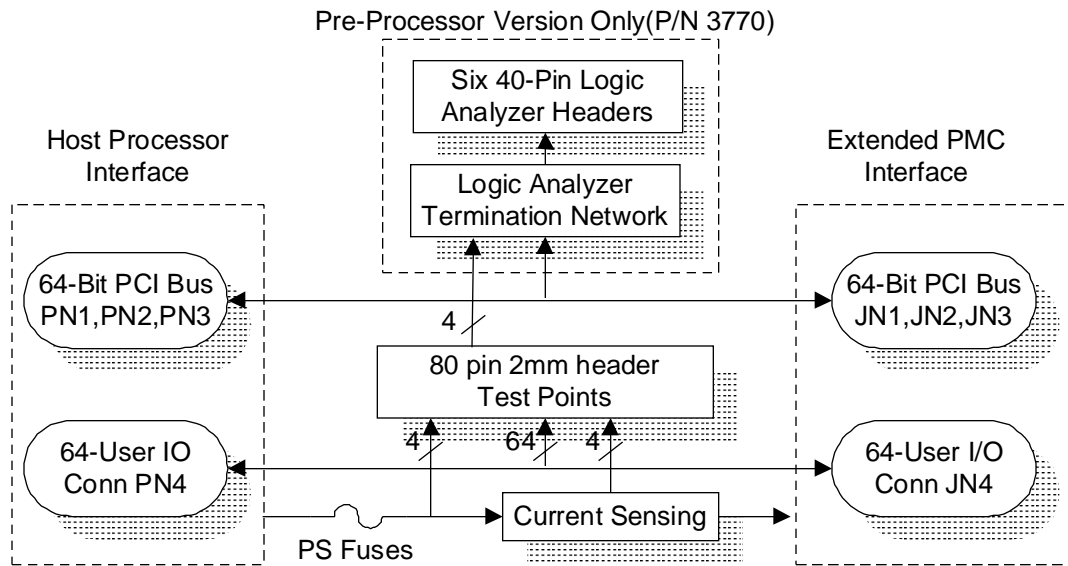 Pre-Processor Version Only(P/N 3770)
Six 40-Pin Logic
Analyzer Headers
Host Processor
Interface
Extended PMC
Interface
Logic Analyzer
Termination Network
64-Bit PCI Bus
PN1,PN2,PN3
64-Bit PCI Bus
JN1,JN2,JN3
4
80 pin 2mm header
Test Points
4
64
4
64-User IO
Conn PN4
64-User I/O
Conn JN4
Current Sensing
PS Fuses